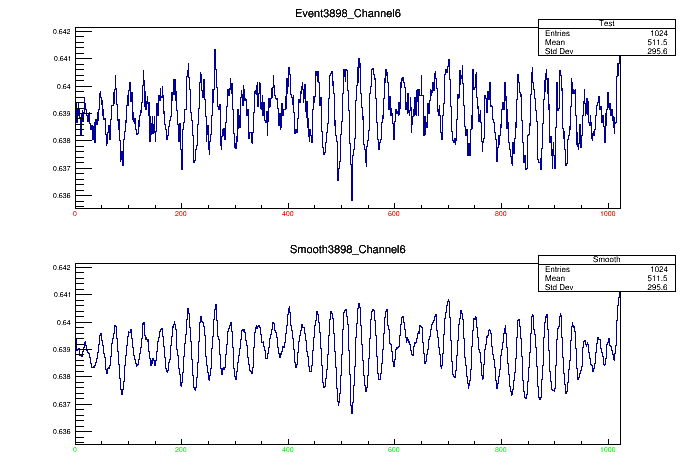 Event3898_Channel6
Test
Entries 1024
Mean 511.5
Std Dev 295.6
0.642
0.641
0.64
0.639
0.638
0.637
0.636
0 200 400 600 800 1000
Smooth3898_Channel6
Smooth
Entries 1024
Mean 511.5
Std Dev 295.6
0.642
0.641
0.64
0.639
0.638
0.637
0.636
0 200 400 600 800 1000